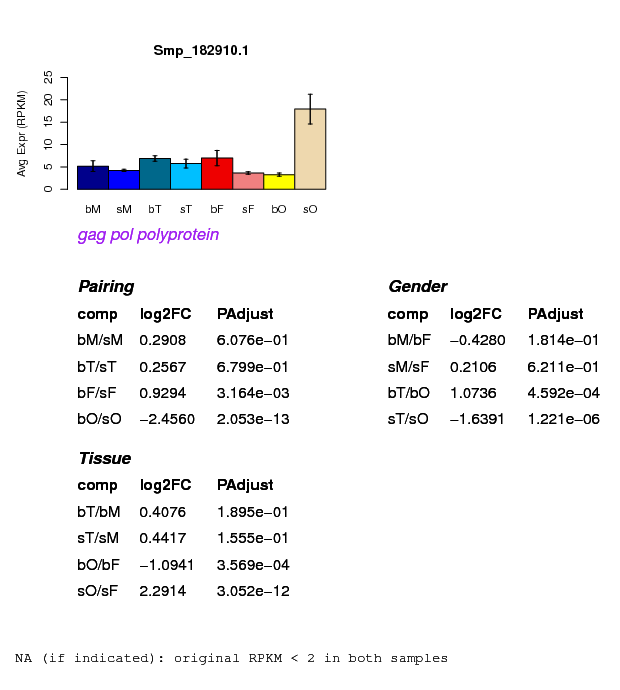 Smp_182910.1
Avg Expr (RPKM)
0 5 10 15 20 25
bM sM bT sT bF sF bO sO
gag pol polyprotein
Pairing
comp log2FC PAdjust
bM/sM 0.2908 6.076e−01
bT/sT 0.2567 6.799e−01
bF/sF 0.9294 3.164e−03
bO/sO −2.4560 2.053e−13
Gender
comp log2FC PAdjust
bM/bF −0.4280 1.814e−01
sM/sF 0.2106 6.211e−01
bT/bO 1.0736 4.592e−04
sT/sO −1.6391 1.221e−06
Tissue
comp log2FC PAdjust
bT/bM 0.4076 1.895e−01
sT/sM 0.4417 1.555e−01
bO/bF −1.0941 3.569e−04
sO/sF 2.2914 3.052e−12
NA (if indicated): original RPKM < 2 in both samples